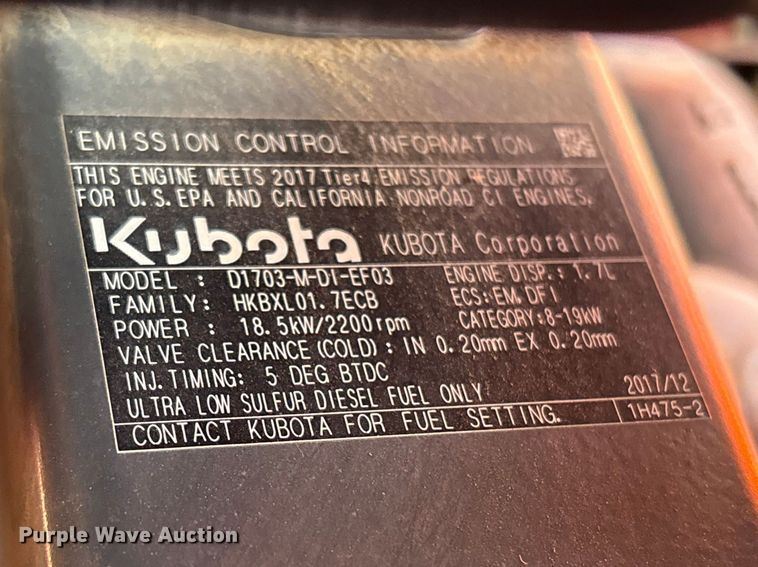 EMISSION CONTROL INFORMATION
THIS ENGINE MEETS 2017 Tier4 EMISSION REGULATIONS
FOR U.S.EPA AND CALIFORNIA NONROAD CI ENGINES.
Kubota KUBOTA Corporation
MODEL : D1703-M-DI-EF03 ENGINE DISP.: 1.7L
FAMILY: HKBXL01.7ECB ECS:EM,DFI
POWER : 18.5kW/2200rpm CATEGORY:8-19kW
VALVE CLEARANCE(COLD): IN 0.20mm EX 0.20mm
INJ.TIMING: 5 DEG BTDC
ULTRA LOW SULFUR DIESEL FUEL ONLY 2017/12
CONTACT KUBOTA FOR FUEL SETTING. 1H475-2
Purple Wave Auction